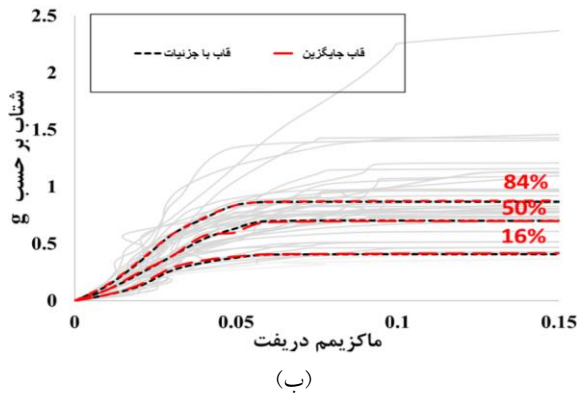 2.5
قاب با جزئیات قاب جایگزین
2
شتاب بر حسب g
1.5
1
84%
50%
0.5
16%
0
0 0.05 0.1 0.15
ماکزیمم دریفت
(ب)